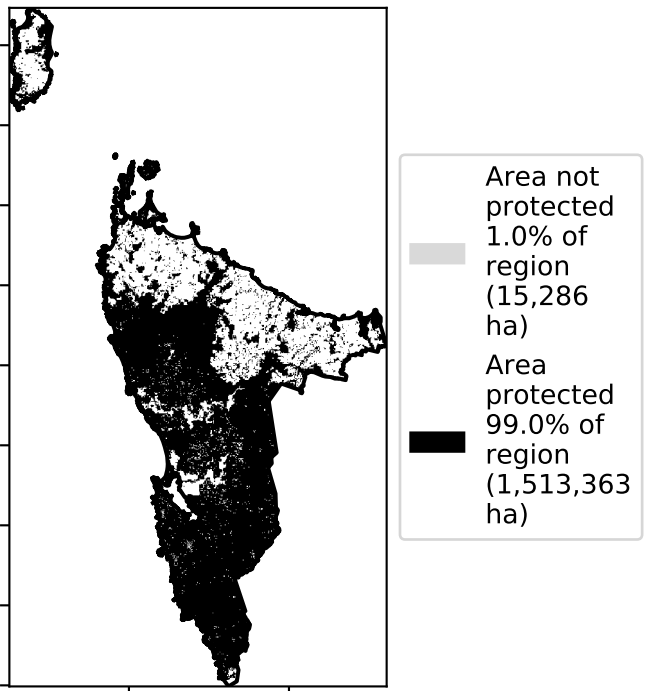 Area not
protected
1.0% of
region
(15,286
ha)
Area
protected
99.0% of
region
(1,513,363
ha)